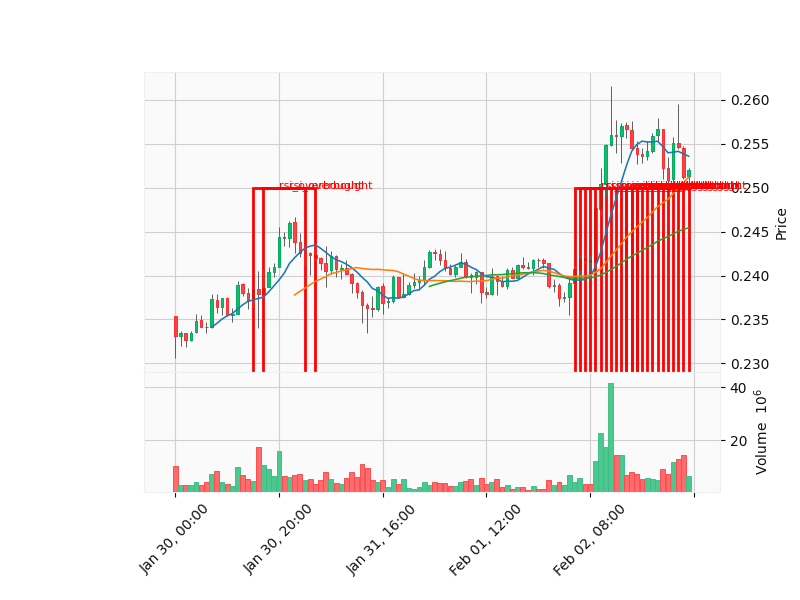 0.260
0.255
0.250
0.245
0.240
0.235
0.230
Price
40
20
Volume 10^6
Jan 30, 00:00
Jan 30, 20:00
Jan 31, 16:00
Feb 01, 12:00
Feb 02, 08:00